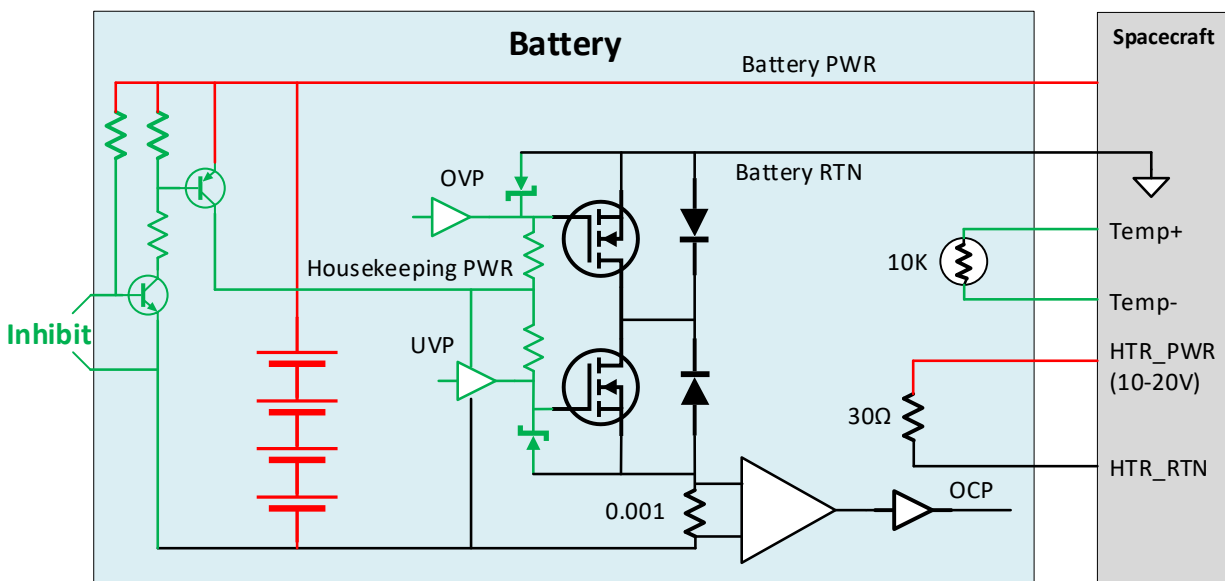 Battery
Spacecraft
Battery PWR
OVP
Battery RTN
Temp+
10K
Housekeeping PWR
Temp-
Inhibit
UVP
HTR_PWR
(10-20V)
30Ω
HTR_RTN
OCP
0.001